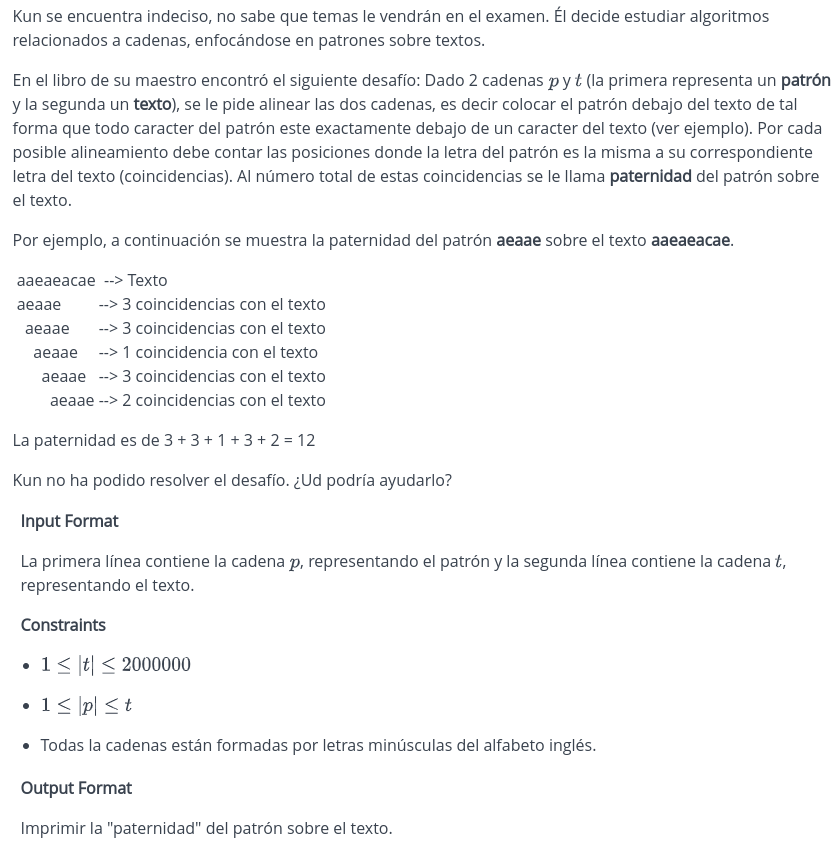 Kun se encuentra indeciso, no sabe que temas le vendrán en el examen. Él decide estudiar algoritmos
relacionados a cadenas, enfocándose en patrones sobre textos.
En el libro de su maestro encontró el siguiente desafío: Dado 2 cadenas p y t (la primera representa un patrón
y la segunda un texto), se le pide alinear las dos cadenas, es decir colocar el patrón debajo del texto de tal
forma que todo caracter del patrón este exactamente debajo de un caracter del texto (ver ejemplo). Por cada
posible alineamiento debe contar las posiciones donde la letra del patrón es la misma a su correspondiente
letra del texto (coincidencias). Al número total de estas coincidencias se le llama paternidad del patrón sobre
el texto.
Por ejemplo, a continuación se muestra la paternidad del patrón aeaae sobre el texto aaeaeacae.
aaeaeacae --> Texto
aeaae --> 3 coincidencias con el texto
aeaae --> 3 coincidencias con el texto
aeaae --> 1 coincidencia con el texto
aeaae --> 3 coincidencias con el texto
aeaae --> 2 coincidencias con el texto
La paternidad es de 3 + 3 + 1 + 3 + 2 = 12
Kun no ha podido resolver el desafío. ¿Ud podría ayudarlo?
Input Format
La primera línea contiene la cadena p, representando el patrón y la segunda línea contiene la cadena t,
representando el texto.
Constraints
• 1 ≤ |t| ≤ 2000000
• 1 ≤ |p| ≤ t
• Todas la cadenas están formadas por letras minúsculas del alfabeto inglés.
Output Format
Imprimir la "paternidad" del patrón sobre el texto.